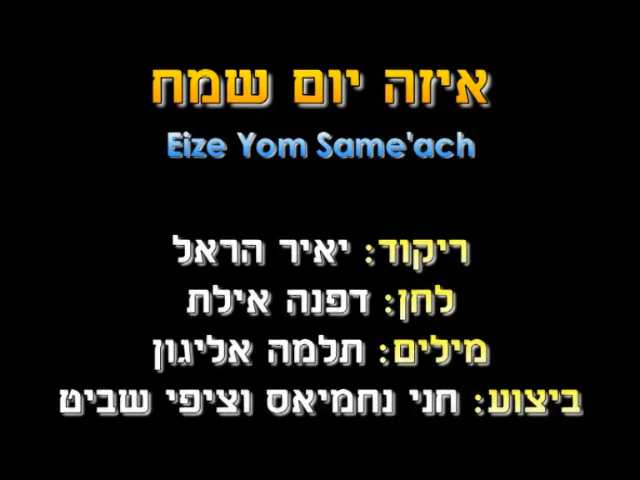 איזה יום שמח
Eize Yom Same'ach
ריקוד: יאיר הראל
לחן: דפנה אילת
מילים: תלמה אליגון
ביצוע: חני נחמיאס וציפי שביט